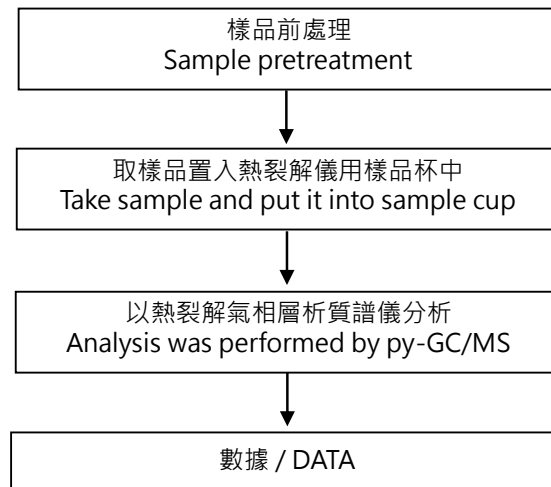 樣品前處理
Sample pretreatment
取樣品置入熱裂解儀用樣品杯中
Take sample and put it into sample cup
以熱裂解氣相層析質譜儀分析
Analysis was performed by py-GC/MS
數據 / DATA